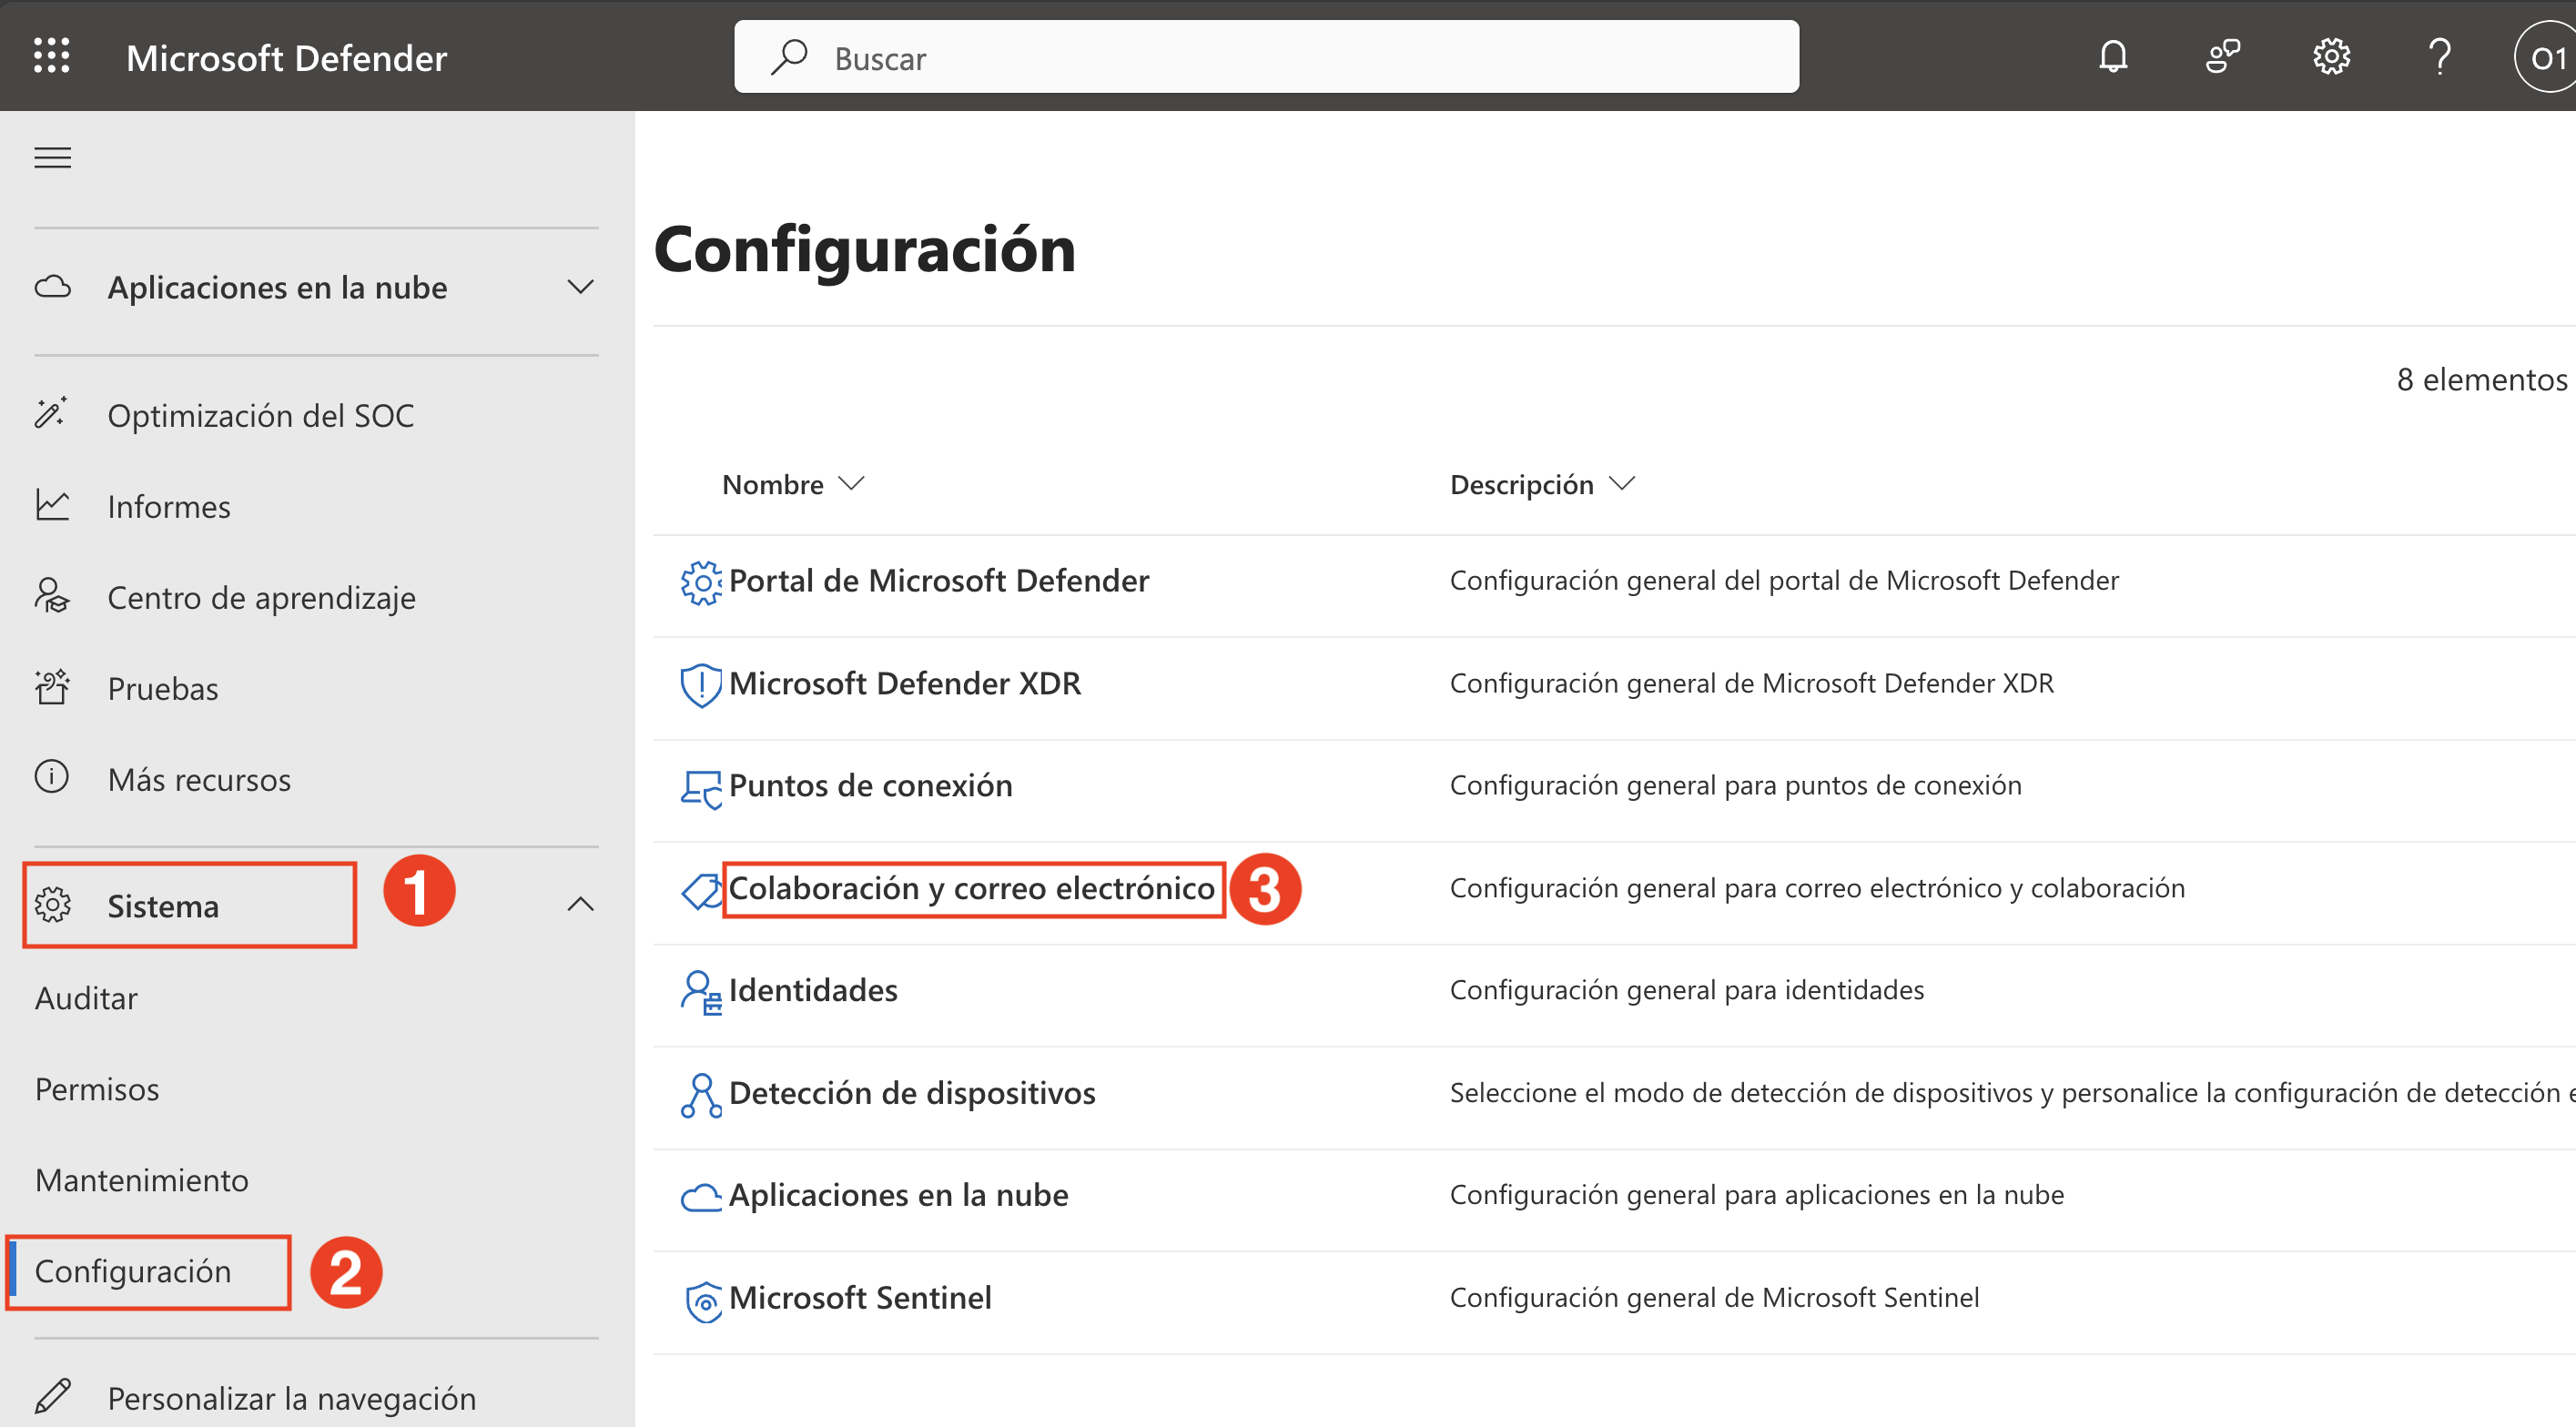 Microsoft Defender
Buscar
O1
Aplicaciones en la nube
Optimización del SOC
Informes
Centro de aprendizaje
Pruebas
Más recursos
Sistema
1
Auditar
Permisos
Mantenimiento
Configuración
2
Personalizar la navegación
Configuración
8 elementos
Nombre Descripción
Portal de Microsoft Defender Configuración general del portal de Microsoft Defender
Microsoft Defender XDR Configuración general de Microsoft Defender XDR
Puntos de conexión Configuración general para puntos de conexión
Colaboración y correo electrónico 3 Configuración general para correo electrónico y colaboración
Identidades Configuración general para identidades
Detección de dispositivos Seleccione el modo de detección de dispositivos y personalice la configuración de detección e
Aplicaciones en la nube Configuración general para aplicaciones en la nube
Microsoft Sentinel Configuración general de Microsoft Sentinel